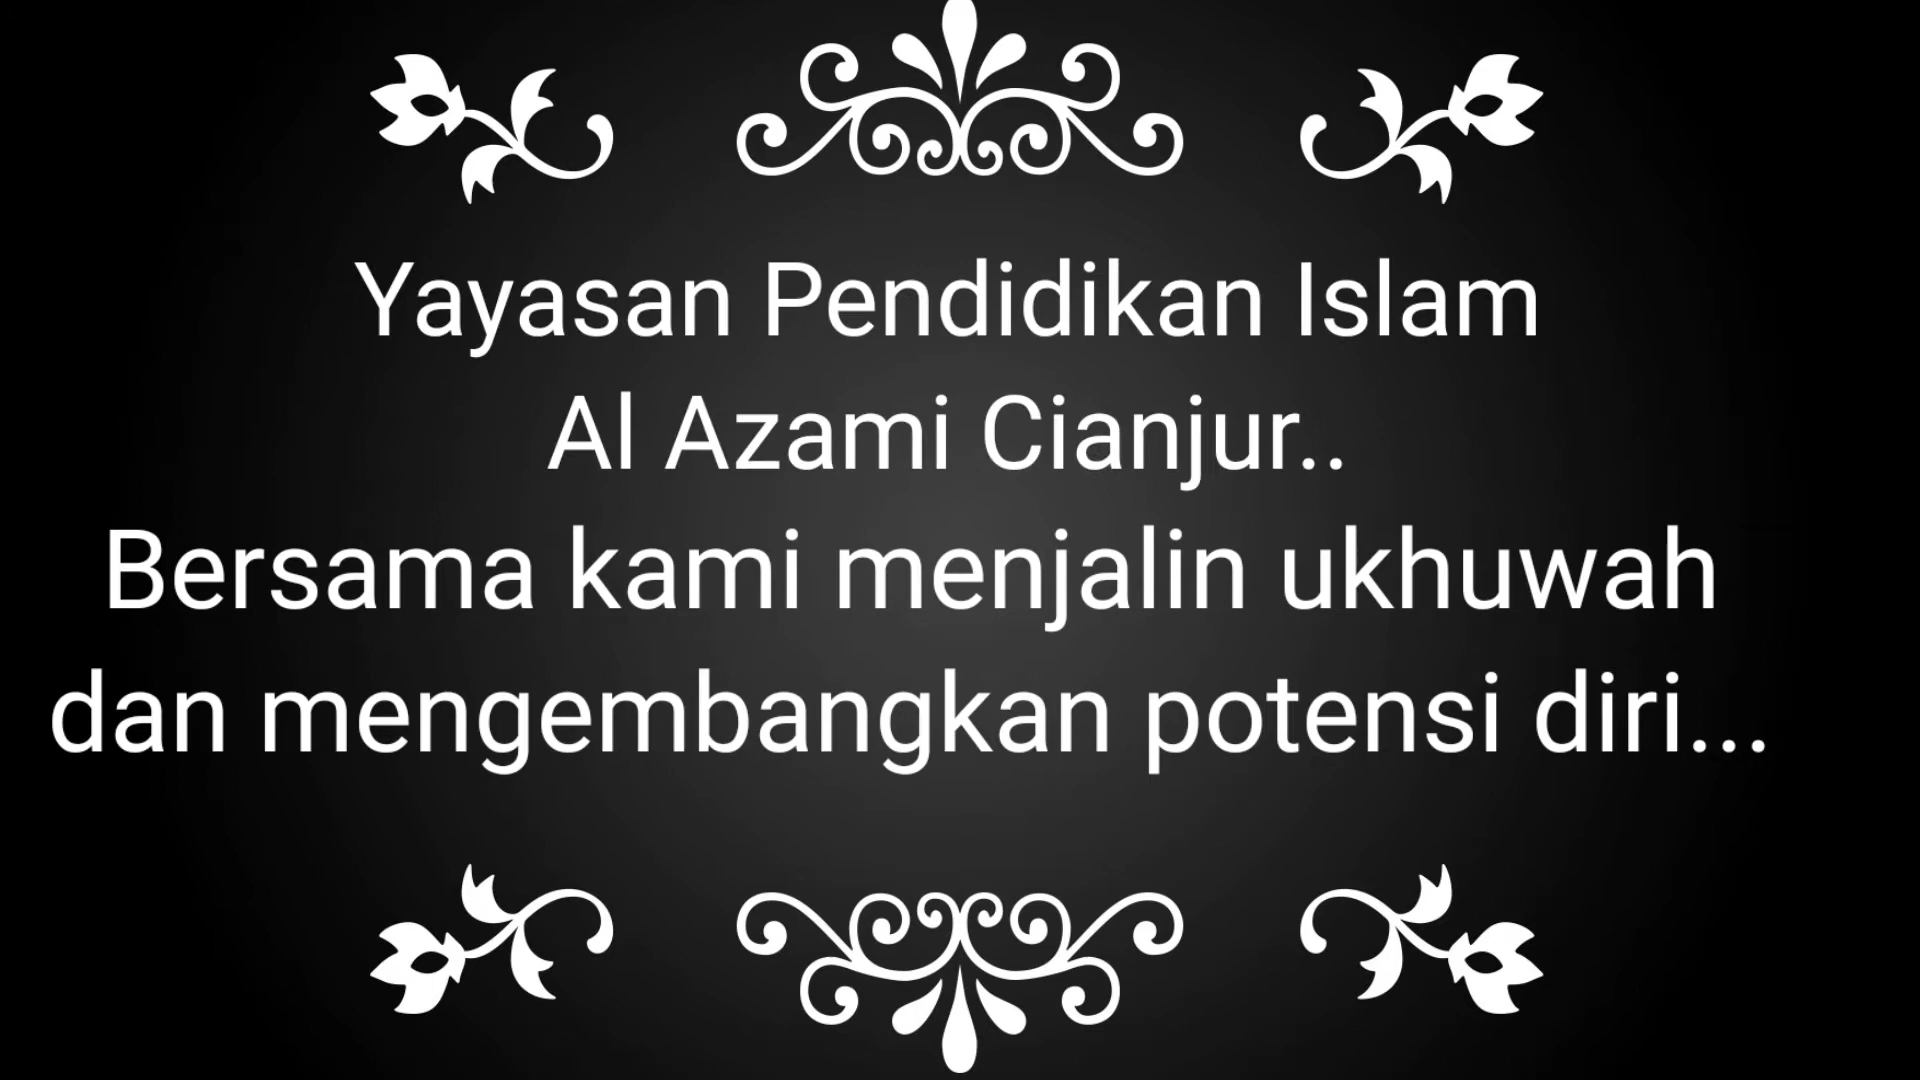 Yayasan Pendidikan Islam
Al Azami Cianjur..
Bersama kami menjalin ukhuwah
dan mengembangkan potensi diri...